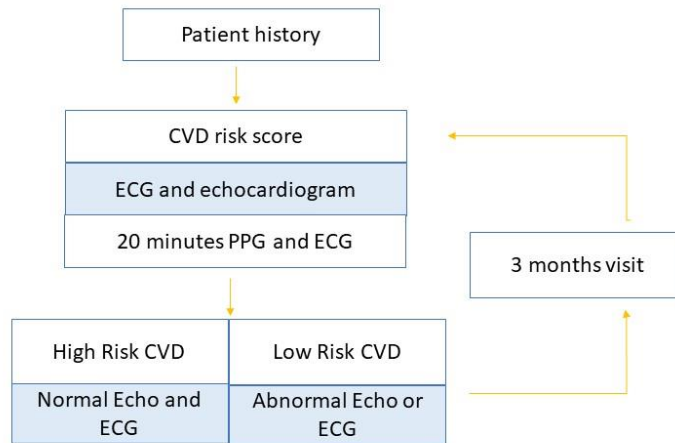 Patient history
CVD risk score
ECG and echocardiogram
20 minutes PPG and ECG
3 months visit
High Risk CVD
Low Risk CVD
Normal Echo and
ECG
Abnormal Echo or
ECG